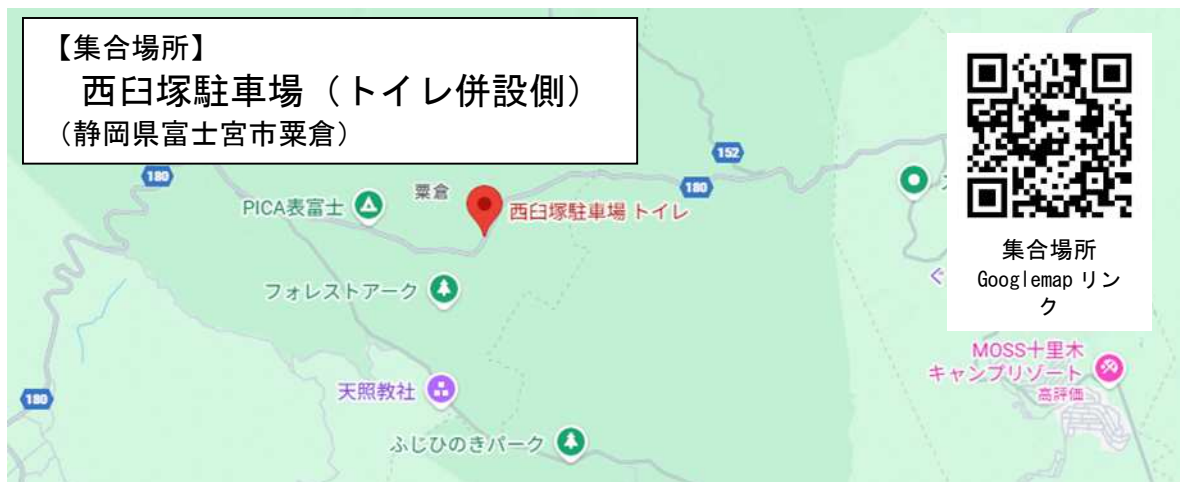 【集合場所】
西臼塚駐車場（トイレ併設側）
（静岡県富士宮市粟倉）
集合場所
Googlemap リン
ク
152
180
180
粟倉
PICA表富士
西臼塚駐車場 トイレ
フォレストアーク
MOSS十里木
キャンプリゾート
高評価
天照教社
180
ふじひのきパーク